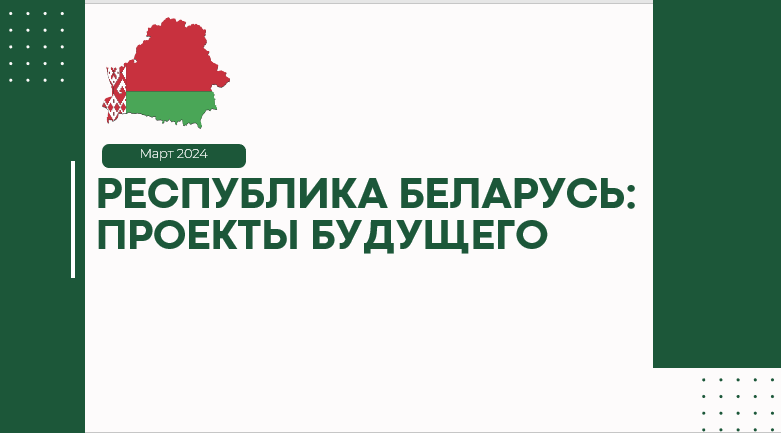 Март 2024
РЕСПУБЛИКА БЕЛАРУСЬ:
ПРОЕКТЫ БУДУЩЕГО